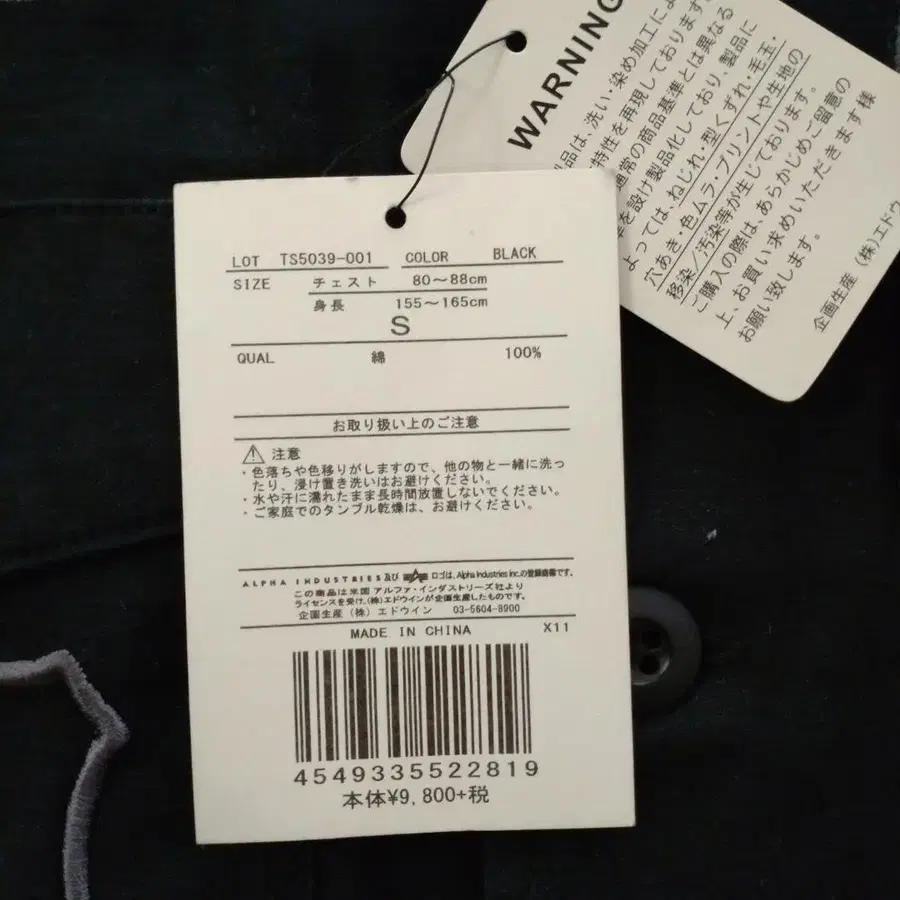 LOT TS5039-001 COLOR BLACK
SIZE チェスト 80～88cm
身長 155～165cm
S
QUAL 綿 100%
お取り扱い上のご注意
注意
・色落ちや色移りがしますので、他の物と一緒に洗っ
たり、浸け置き洗いはお避けください。
・水や汗に濡れたまま長時間放置しないでください。
・ご家庭でのタンブル乾燥は、お避けください。
ALPHA INDUSTRIES及び ロゴは、Alpha Industries Inc.の登録商標です。
この商品は米国 アルファ・インダストリーズ社より
ライセンスを受け、(株)エドウインが企画生産したものです。
企画生産(株)エドウイン 03-5604-8900
MADE IN CHINA X11
4549335522819
本体¥9,800+税
WARNING
品は、洗い・染め加工によ
特性を再現しております
通常の商品基準とは異なる
を設け製品化しており、製品に
よっては、ねじれ・型くずれ・毛玉・
穴あき・色ムラ・プリントや生地の
移染/汚染等が生じております。
ご購入の際は、あらかじめご留意の
上、お買い求めいただきます様
お願い致します。
企画生産 (株)エドウ